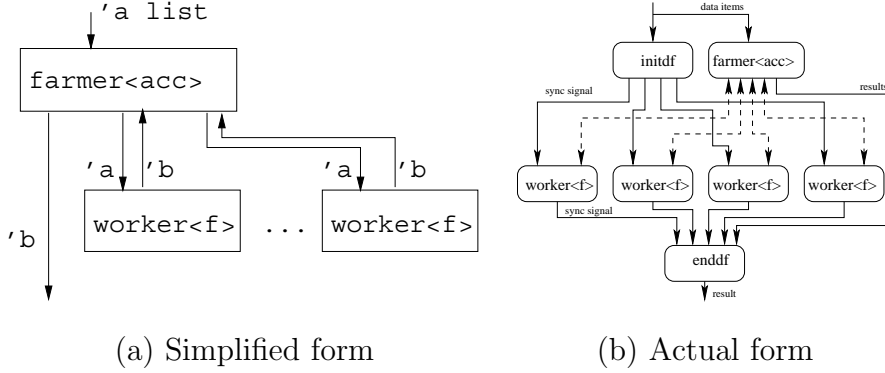 'a list
farmer<acc>
'a
'b
'a
'b
worker<f>
...
worker<f>
'b
(a) Simplified form
data items
initdf
farmer<acc>
sync signal
results
worker<f>
worker<f>
worker<f>
worker<f>
sync signal
enddf
result
(b) Actual form